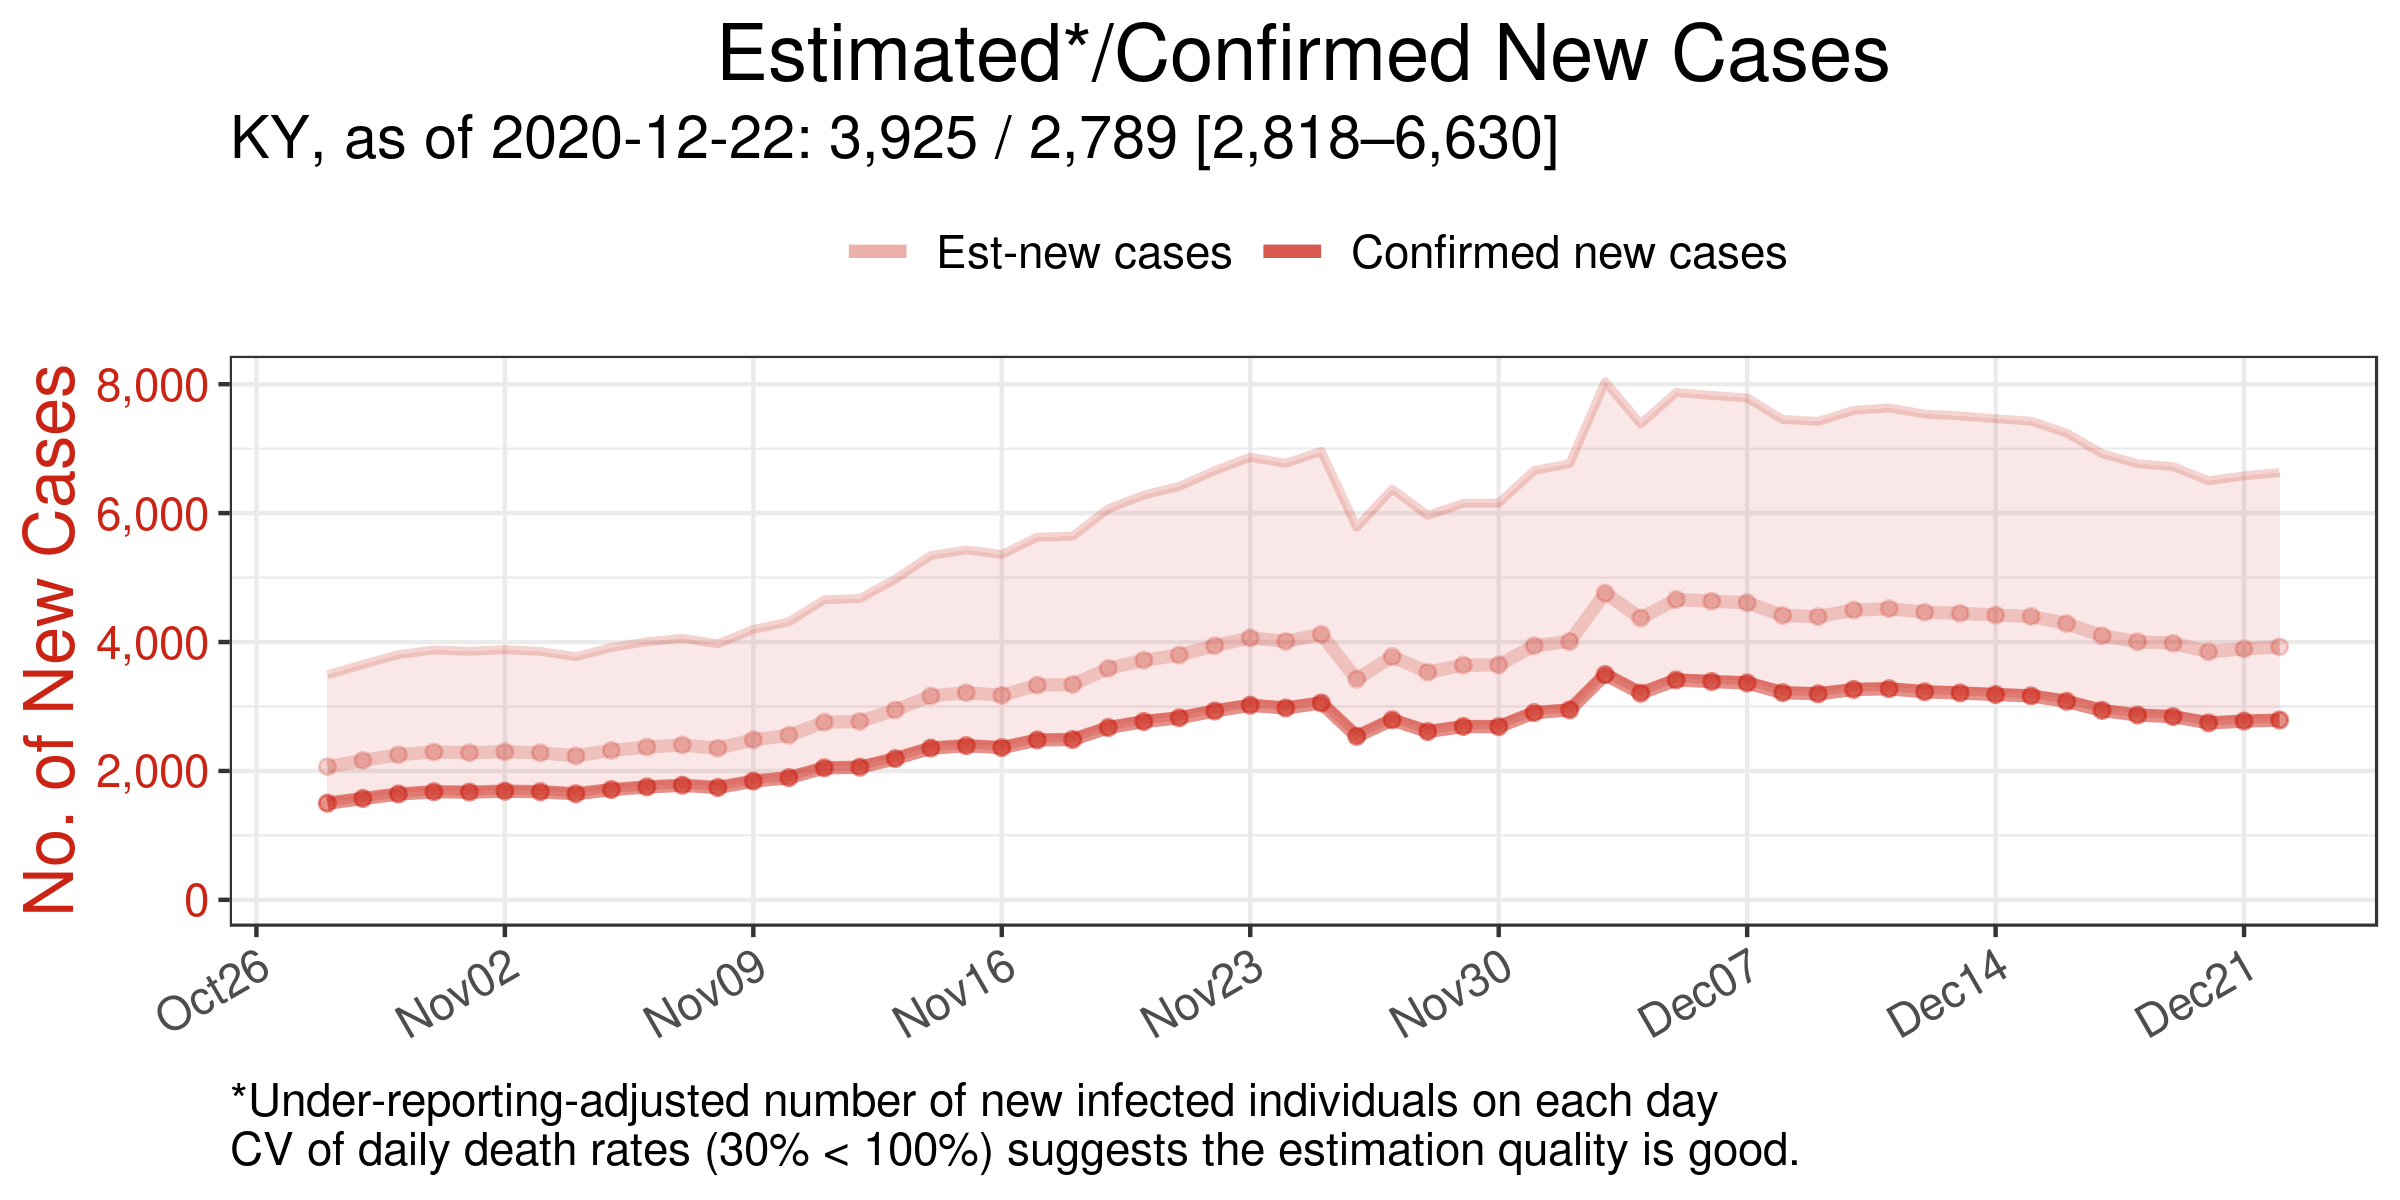 Estimated*/Confirmed New Cases
KY, as of 2020-12-22: 3,925 / 2,789 [2,818–6,630]
Est-new cases
Confirmed new cases
No. of New Cases
8,000
6,000
4,000
2,000
0
Oct26
Nov02
Nov09
Nov16
Nov23
Nov30
Dec07
Dec14
Dec21
*Under-reporting-adjusted number of new infected individuals on each day
CV of daily death rates (30% < 100%) suggests the estimation quality is good.